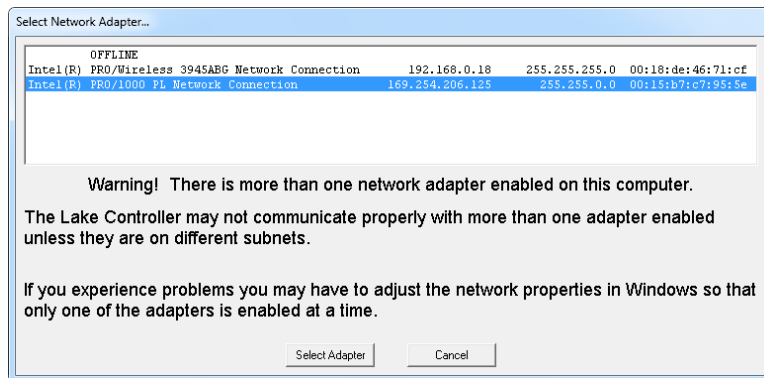 Select Network Adapter...
OFFLINE
Intel(R) PRO/Wireless 3945ABG Network Connection 192.168.0.18 255.255.255.0 00:18:de:46:71:cf
Intel(R) PRO/1000 PL Network Connection 169.254.206.125 255.255.0.0 00:15:b7:c7:95:5e
Warning! There is more than one network adapter enabled on this computer.
The Lake Controller may not communicate properly with more than one adapter enabled
unless they are on different subnets.
If you experience problems you may have to adjust the network properties in Windows so that
only one of the adapters is enabled at a time.
Select Adapter
Cancel